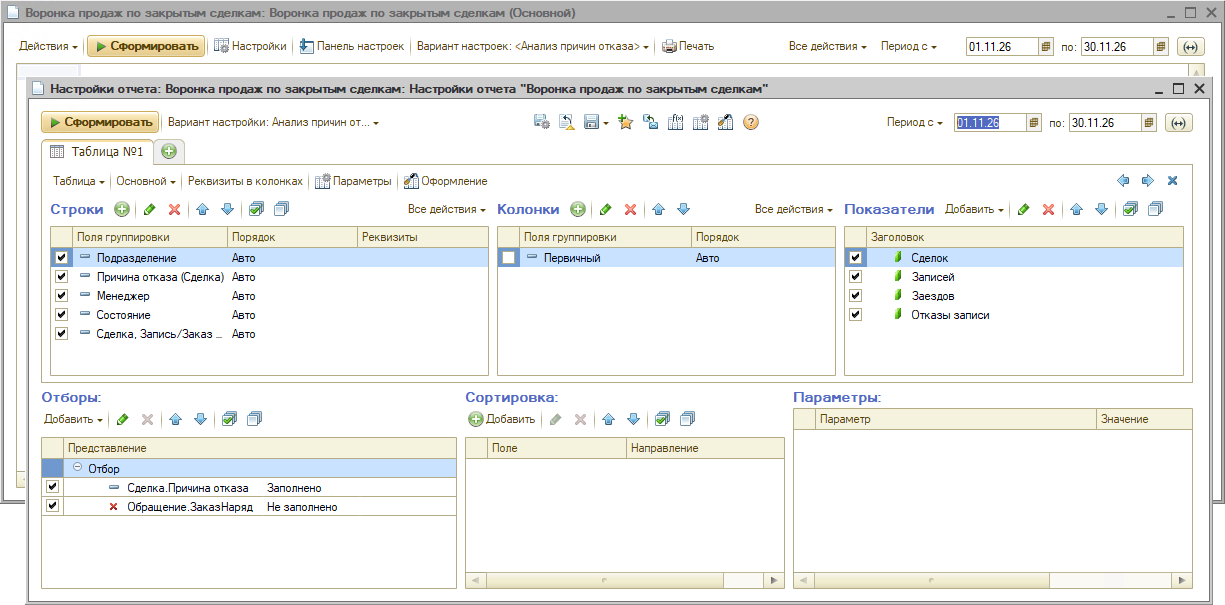 Воронка продаж по закрытым сделкам: Воронка продаж по закрытым сделкам (Основной)
Действия Сформировать Настройки Панель настроек Вариант настроек: <Анализ причин отказа> Печать Все действия Период с 01.11.26 по: 30.11.26
Настройки отчета: Воронка продаж по закрытым сделкам: Настройки отчета "Воронка продаж по закрытым сделкам"
Сформировать Вариант настройки: Анализ причин от... Период с 01.11.26 по: 30.11.26
Таблица №1
Таблица Основной Реквизиты в колонках Параметры Оформление
Строки Все действия Колонки Все действия Показатели Добавить
Поля группировки Порядок Реквизиты Поля группировки Порядок Заголовок
Подразделение Авто Первичный Авто Сделок
Причина отказа (Сделка) Авто Записей
Менеджер Авто Заездов
Состояние Авто Отказы записи
Сделка, Запись/Заказ ... Авто
Отборы: Сортировка: Параметры:
Добавить Добавить Параметр Значение
Представление Поле Направление
Отбор
Сделка.Причина отказа Заполнено
Обращение.ЗаказНаряд Не заполнено